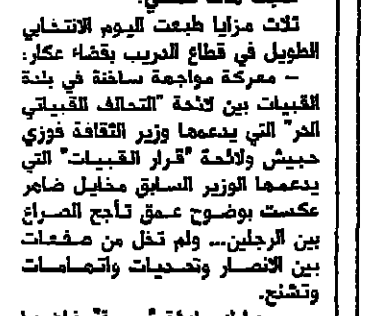 ثلاث مزايا طبعت اليوم الانتخابي
الطويل في قطاع الدريب بقضاء عكار:
– معركة مواجهة ساخنة في بلدة
القبيات بين لائحة "التحالف القبياتي
الحر" التي يدعمها وزير الثقافة فوزي
حبيش ولائحة "قرار القبيات" التي
يدعمها الوزير السابق مخايل ضاهر
عكست بوضوح عمق تأجج الصراع
بين الرجلين... ولم تخل من صفعات
بين الانصار وتحديات واتهامات
وتشنج.